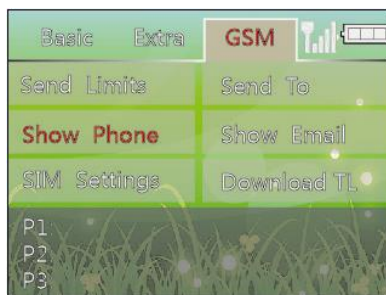 Basic Extra GSM
Send Limits Send To
Show Phone Show Email
SIM Settings Download TL
P1
P2
P3